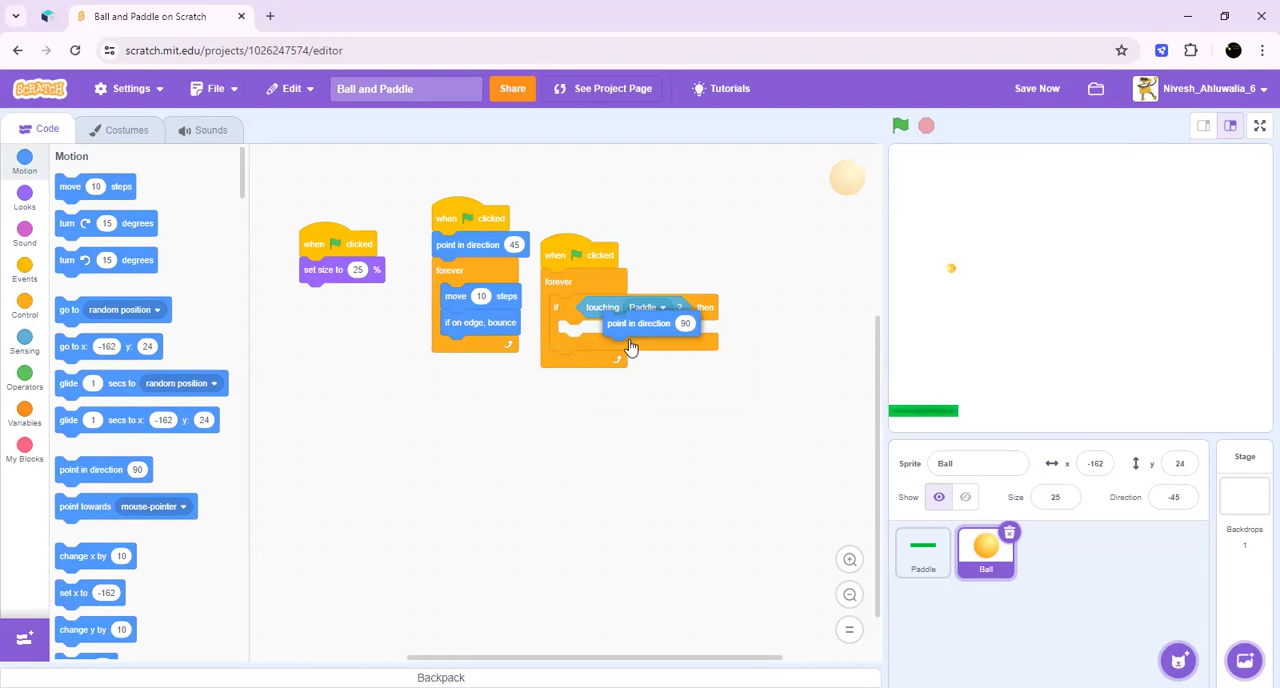 Ball and Paddle on Scratch
scratch.mit.edu/projects/1026247574/editor
SCRATCH
Settings
File
Edit
Ball and Paddle
Share
See Project Page
Tutorials
Save Now
Nivesh_Ahluwalia_6
Code
Costumes
Sounds
Motion
Looks
Sound
Events
Control
Sensing
Operators
Variables
My Blocks
Motion
move 10 steps
turn 15 degrees
turn 15 degrees
go to random position
go to x: -162 y: 24
glide 1 secs to random position
glide 1 secs to x: -162 y: 24
point in direction 90
point towards mouse-pointer
change x by 10
set x to -162
change y by 10
when clicked
set size to 25 %
when clicked
point in direction 45
forever
move 10 steps
if on edge, bounce
when clicked
forever
if touching Paddle ? then
point in direction 90
Backpack
Sprite Ball x -162 y 24
Show Size 25 Direction -45
Paddle
Ball
Stage
Backdrops
1